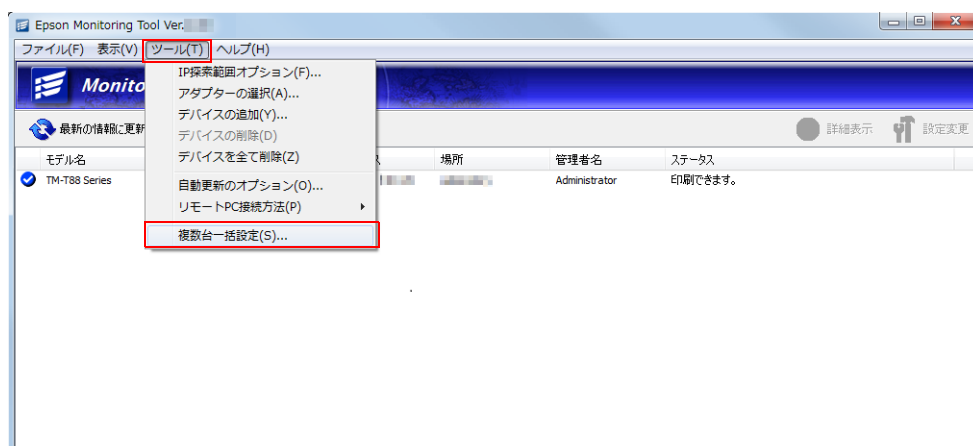 Epson Monitoring Tool Ver.
ファイル(F) 表示(V) ツール(T) ヘルプ(H)
Monito
IP探索範囲オプション(F)...
アダプターの選択(A)...
デバイスの追加(Y)...
デバイスの削除(D)
デバイスを全て削除(Z)
自動更新のオプション(O)...
リモートPC接続方法(P)
複数台一括設定(S)...
最新の情報に更新
詳細表示 設定変更
モデル名 ス 場所 管理者名 ステータス
TM-T88 Series Administrator 印刷できます。